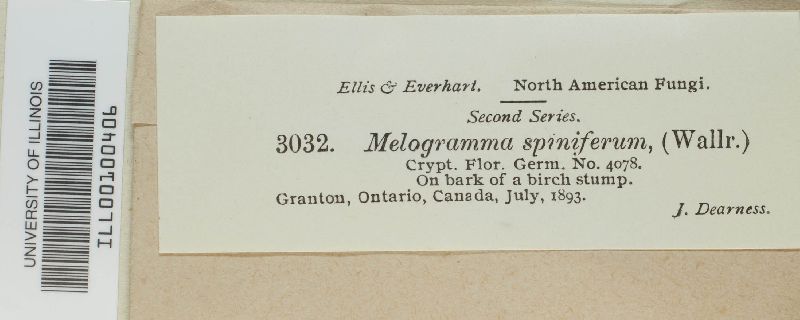 UNIVERSITY OF ILLINOIS
ILL00100406
Ellis & Everhart. North American Fungi.
Second Series.
3032. Melogramma spiniferum, (Wallr.)
Crypt. Flor. Germ. No. 4078.
On bark of a birch stump.
Granton, Ontario, Canada, July, 1893.
J. Dearness.